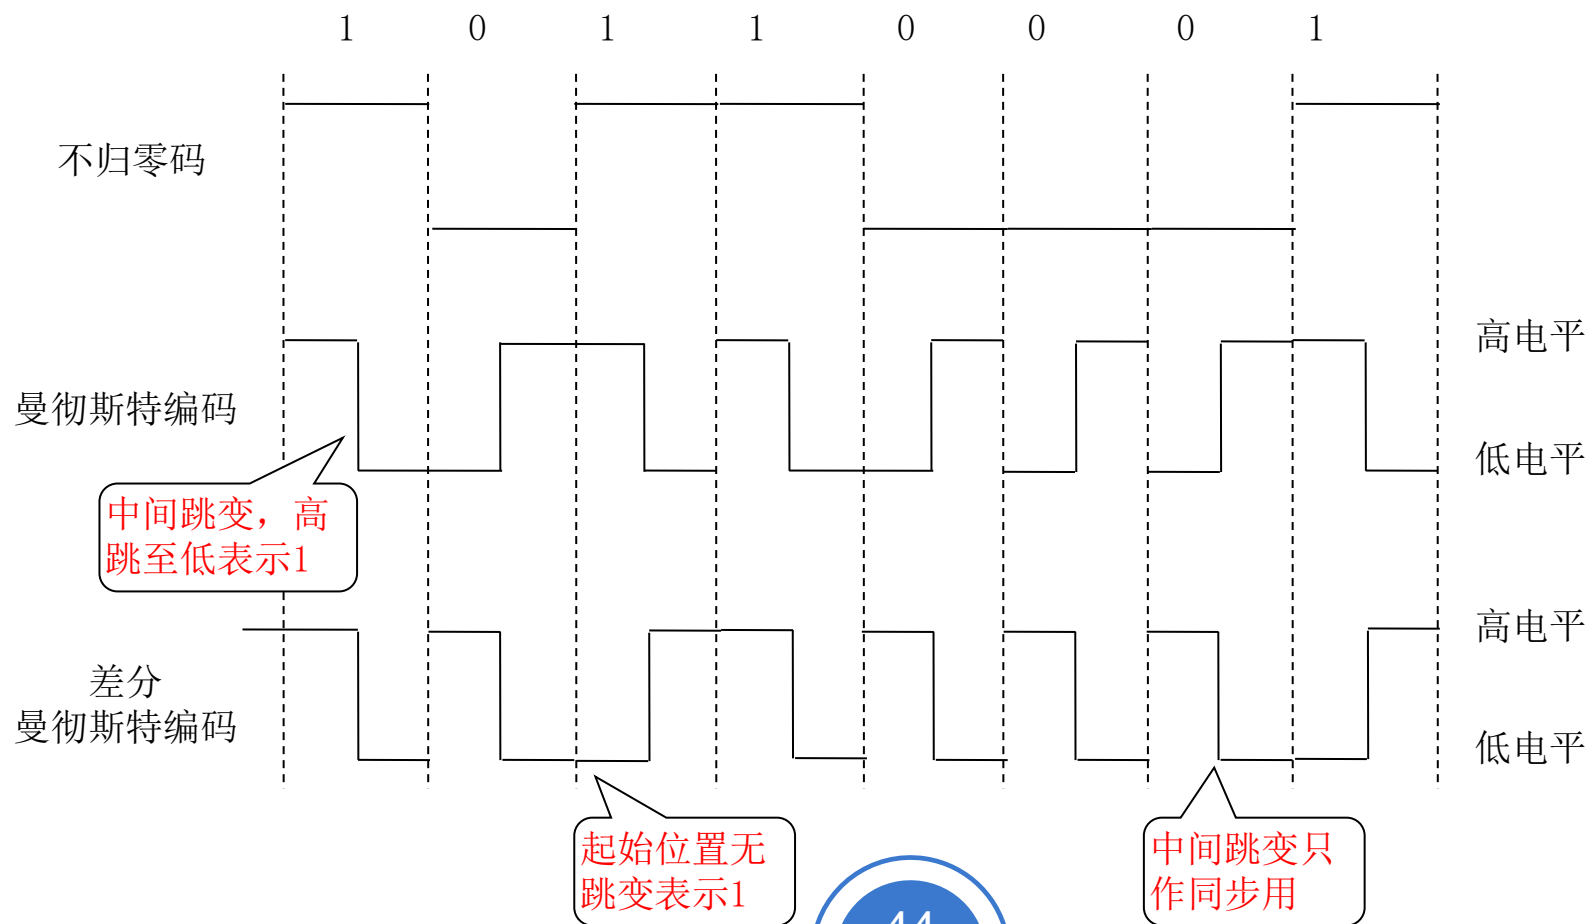 1 0 1 1 0 0 0 1
不归零码
高电平
曼彻斯特编码
低电平
中间跳变，高
跳至低表示1
高电平
差分
曼彻斯特编码
低电平
起始位置无
跳变表示1
中间跳变只
作同步用
44